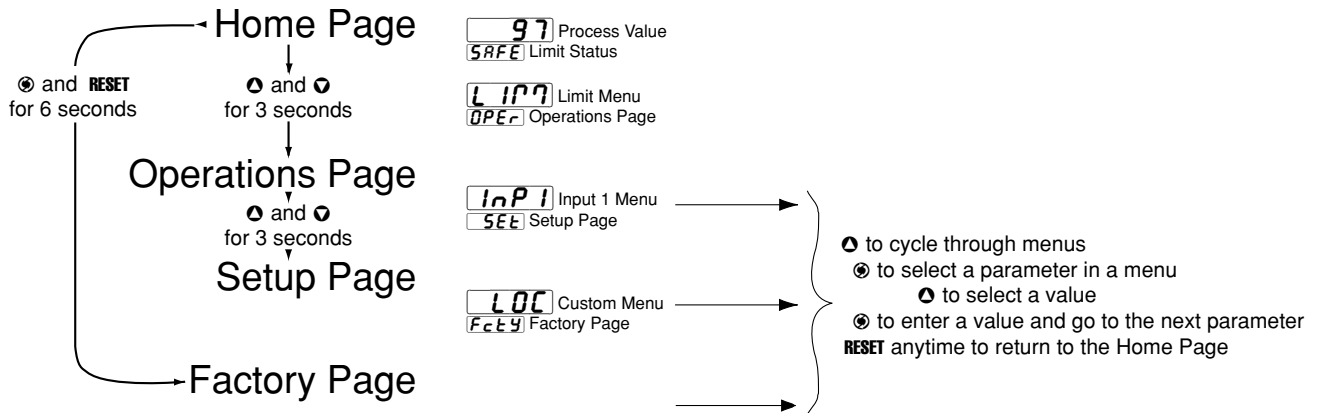 Home Page
and RESET
for 6 seconds
and
for 3 seconds
Operations Page
and
for 3 seconds
Setup Page
Factory Page
97 Process Value
SAFE Limit Status
LIM Limit Menu
OPEr Operations Page
InP1 Input 1 Menu
SEt Setup Page
LOC Custom Menu
FctY Factory Page
to cycle through menus
to select a parameter in a menu
to select a value
to enter a value and go to the next parameter
RESET anytime to return to the Home Page